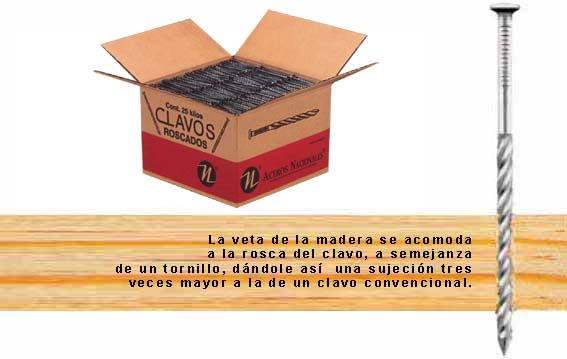 Cont. 25 kilos
CLAVOS
ROSCADOS
N ACEROS NACIONALES®
La veta de la madera se acomoda
a la rosca del clavo, a semejanza
de un tornillo, dándole así una sujeción tres
veces mayor a la de un clavo convencional.